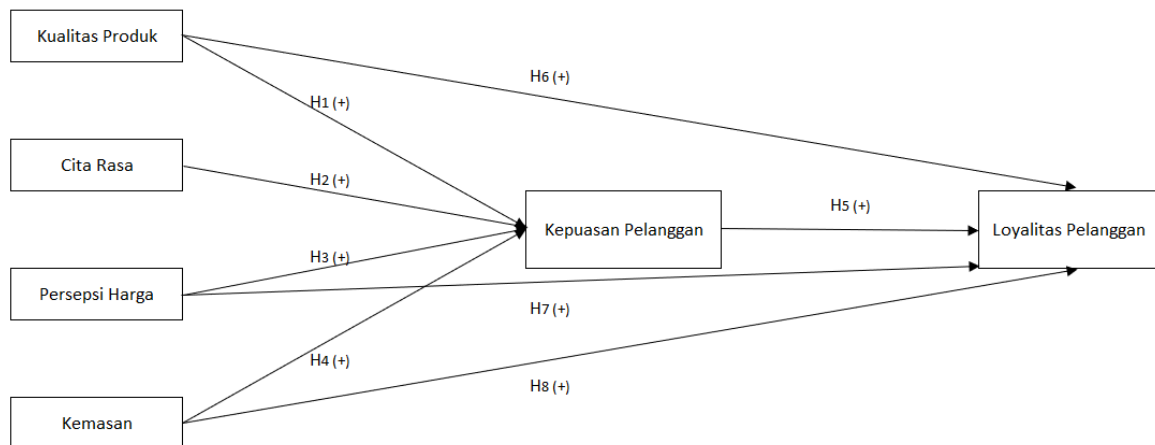 Kualitas Produk
H6 (+)
H1 (+)
Cita Rasa
H2 (+)
H5 (+)
Kepuasan Pelanggan
Loyalitas Pelanggan
H3 (+)
Persepsi Harga
H7 (+)
H4 (+)
H8 (+)
Kemasan